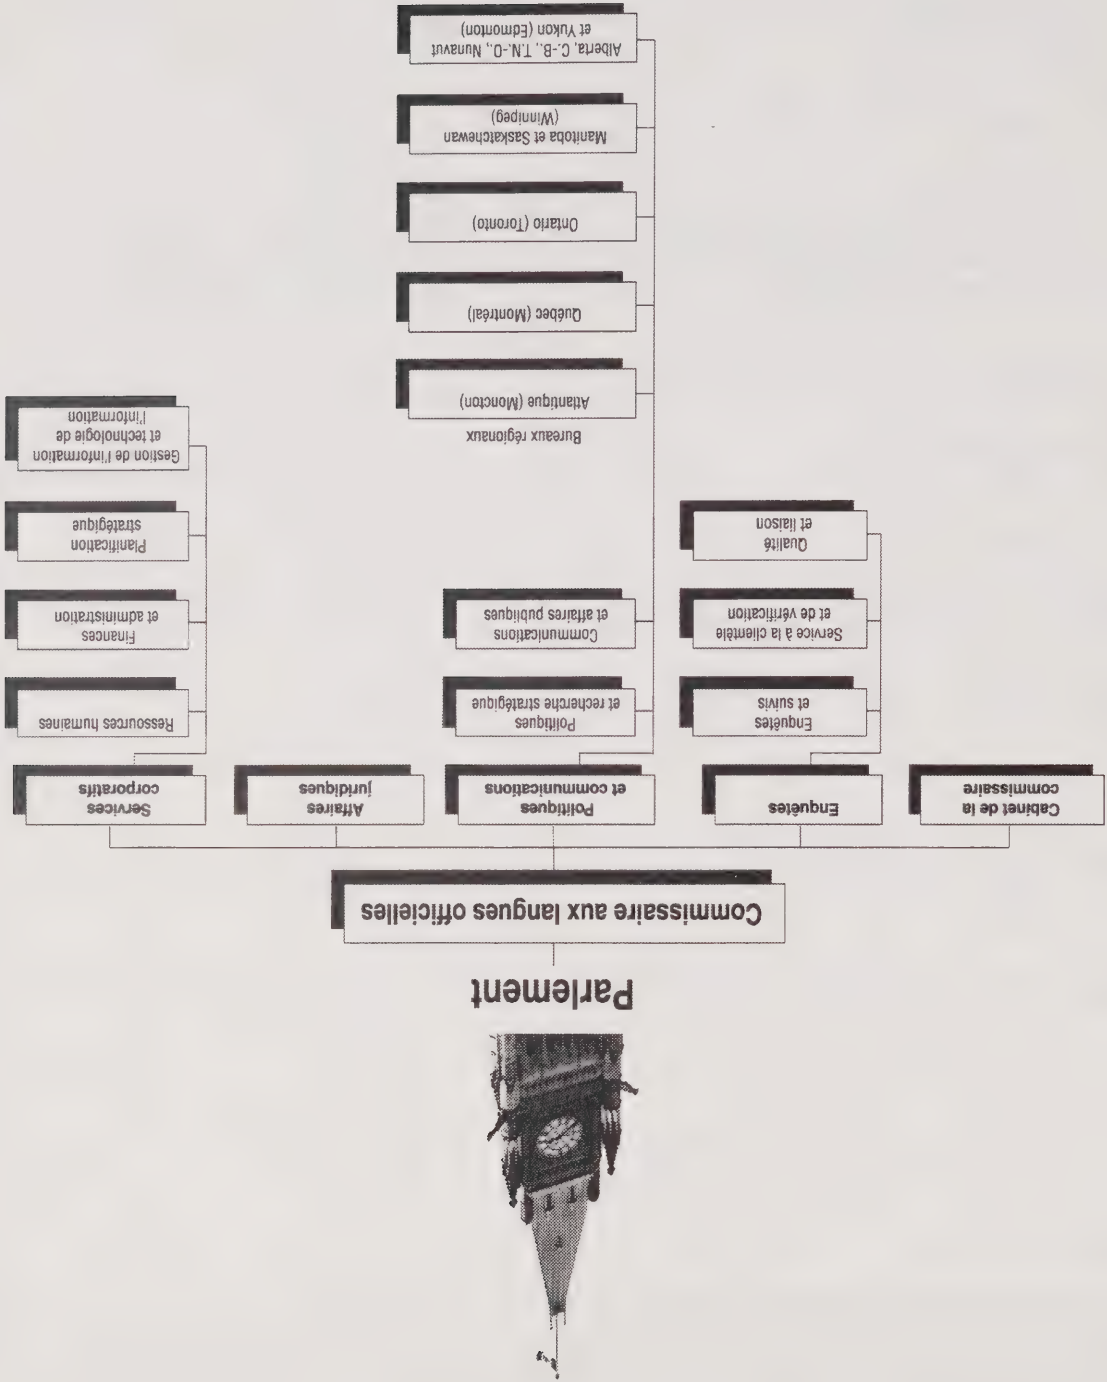 Parlement
Commissaire aux langues officielles
Cabinet de la
commissaire
Enquêtes
Politiques
et communications
Affaires
juridiques
Services
corporatifs
Enquêtes
et suivis
Service à la clientèle
et de vérification
Qualité
et liaison
Politiques
et recherche stratégique
Communications
et affaires publiques
Bureaux régionaux
Atlantique (Moncton)
Québec (Montréal)
Ontario (Toronto)
Manitoba et Saskatchewan
(Winnipeg)
Alberta, C.-B., T.N.-O., Nunavut
et Yukon (Edmonton)
Ressources humaines
Finances
et administration
Planification
stratégique
Gestion de l'information
et technologie de
l'information